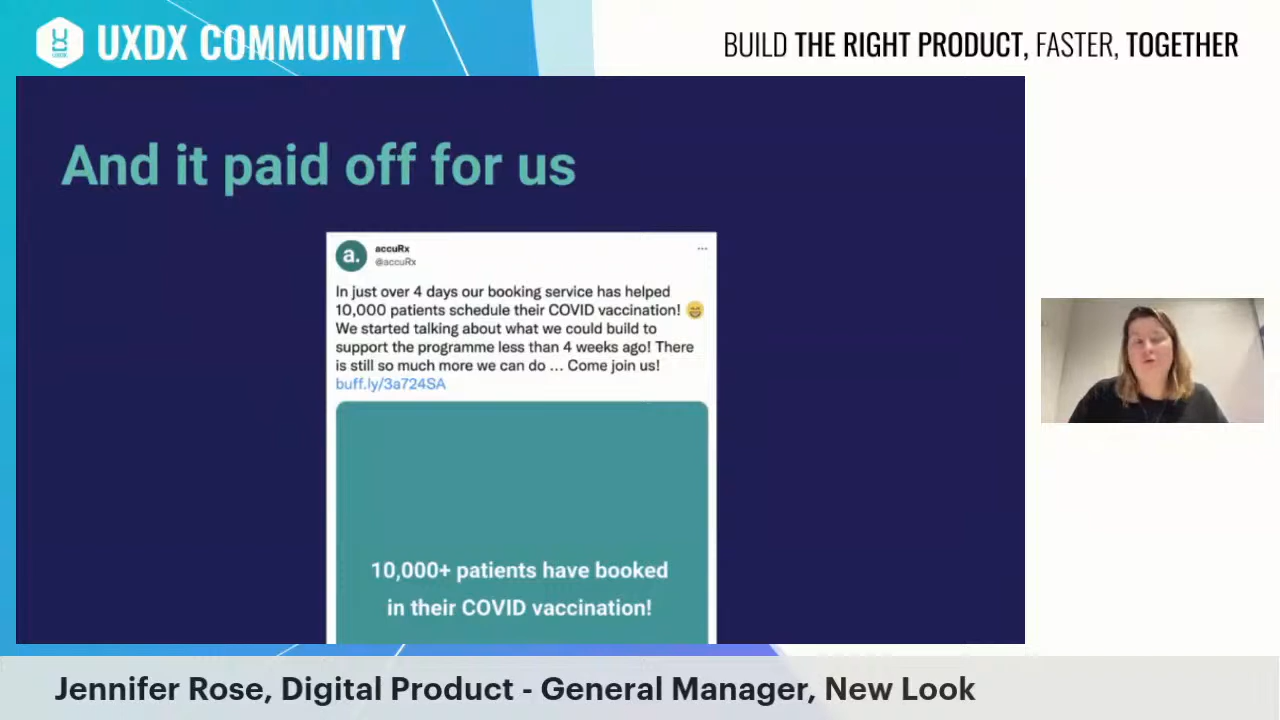 UXDX COMMUNITY
BUILD THE RIGHT PRODUCT, FASTER, TOGETHER
And it paid off for us
a.
accuRx
@accuRx
In just over 4 days our booking service has helped
10,000 patients schedule their COVID vaccination! 😄
We started talking about what we could build to
support the programme less than 4 weeks ago! There
is still so much more we can do ... Come join us!
buff.ly/3a724SA
10,000+ patients have booked
in their COVID vaccination!
Jennifer Rose, Digital Product - General Manager, New Look